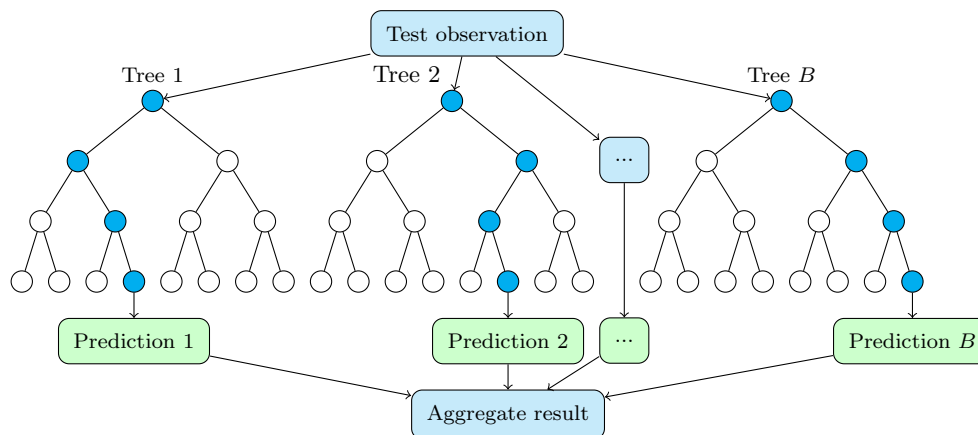 Test observation
Tree 1
Tree 2
Tree B
...
Prediction 1
Prediction 2
...
Prediction B
Aggregate result